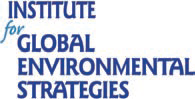 INSTITUTE
for GLOBAL
ENVIRONMENTAL
STRATEGIES